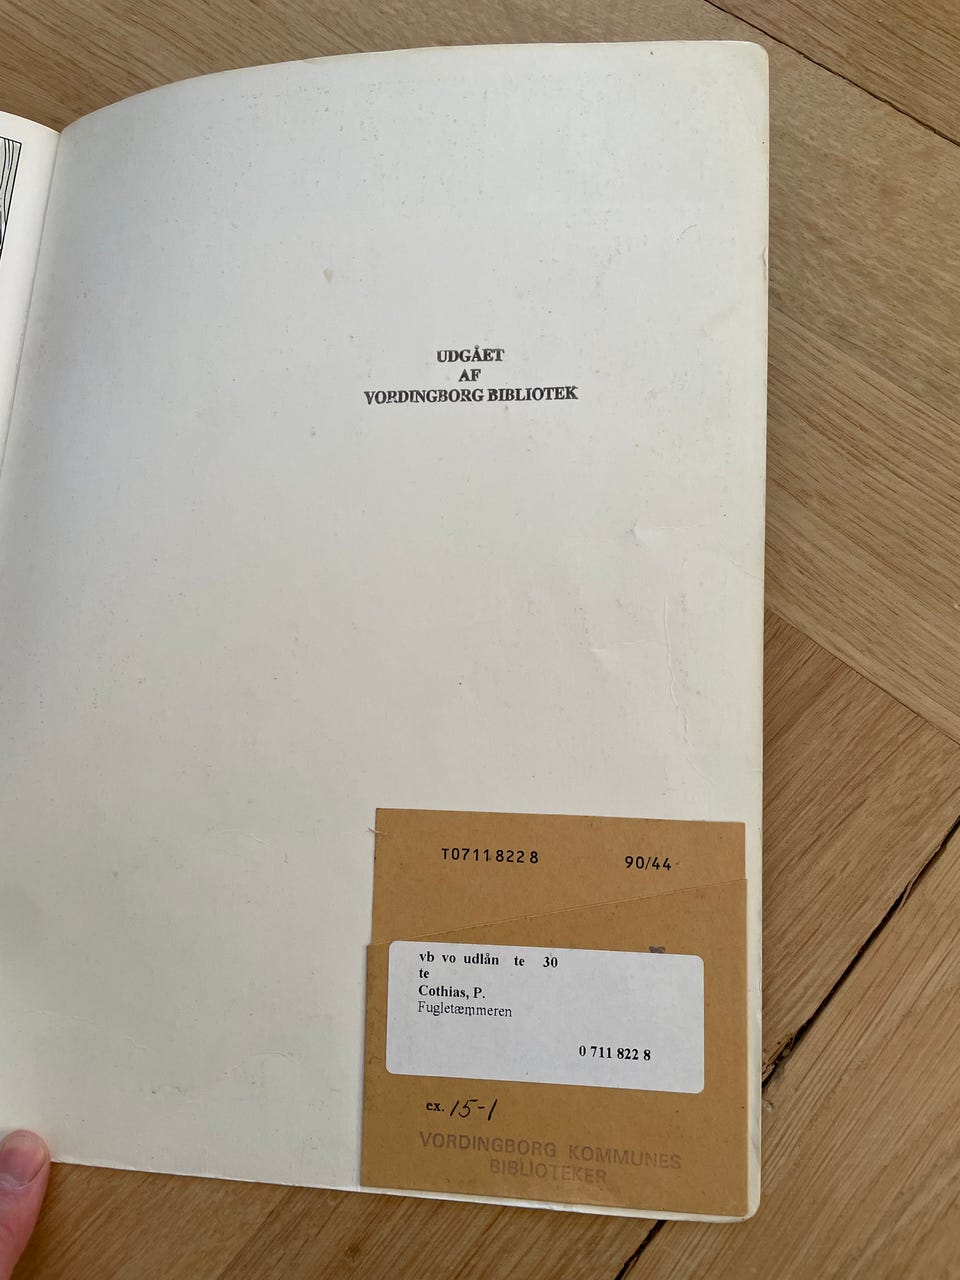 UDGÅET
AF
VORDINGBORG BIBLIOTEK
T0711 822 8 90/44
vb vo udlån te 30
te
Cothias, P.
Fugletæmmeren
0 711 822 8
ex. 15-1
VORDINGBORG KOMMUNES
BIBLIOTEKER